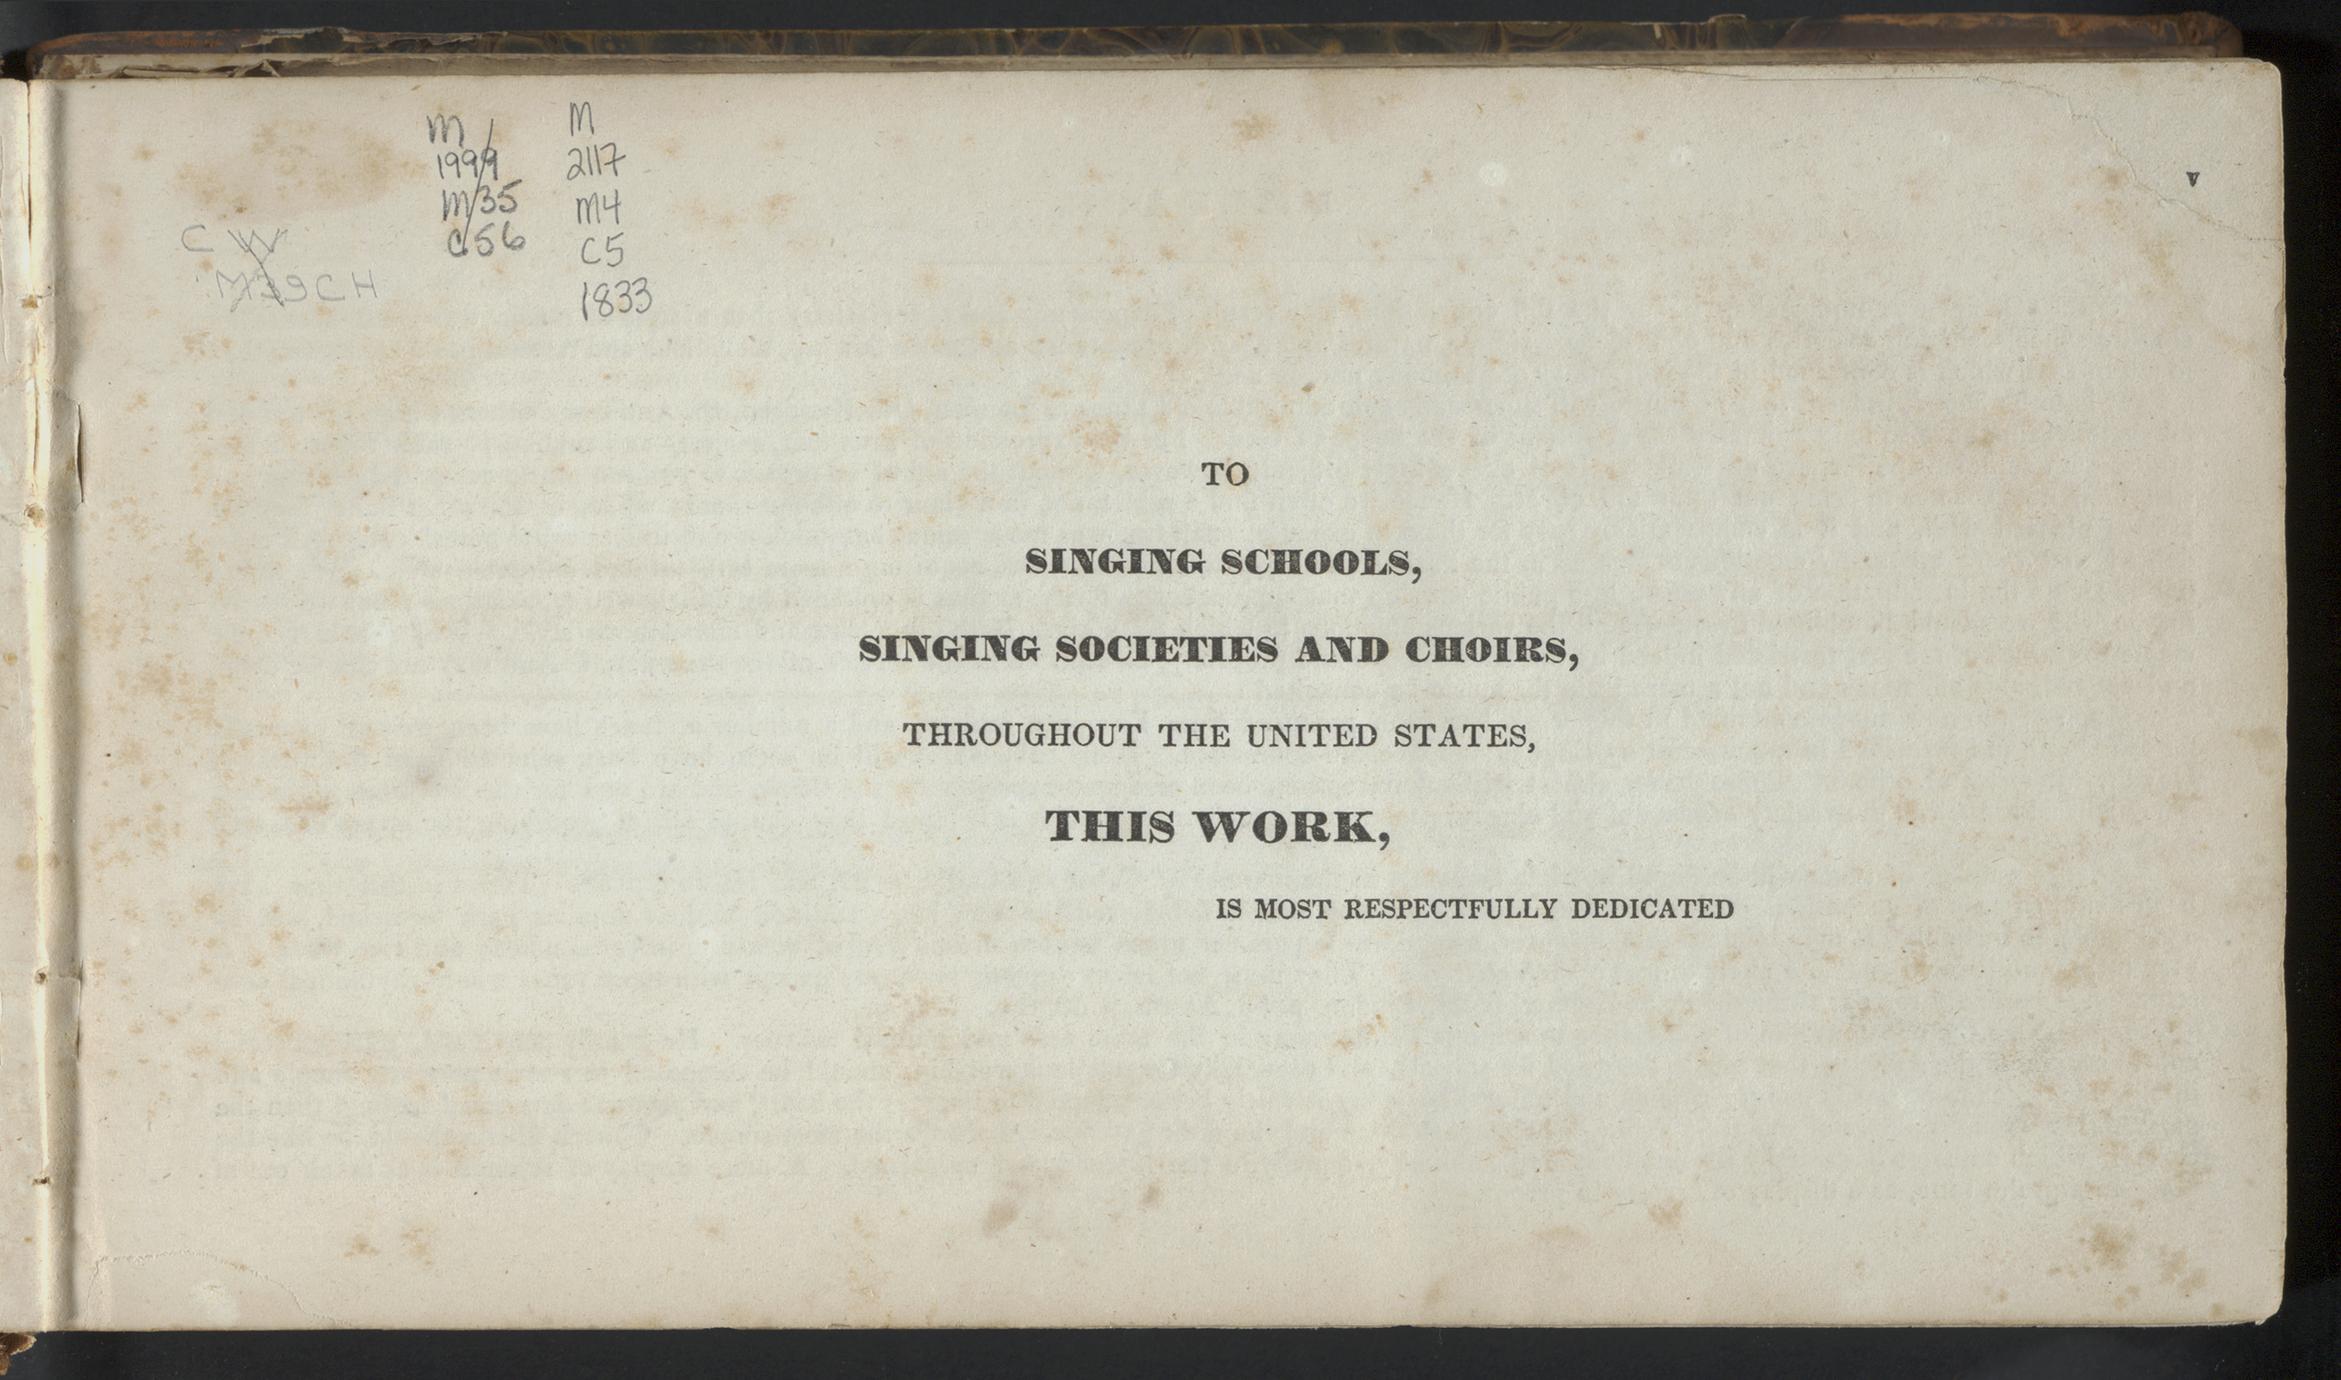 M
1999
M35
C56
M
2117
M4
C5
1833
C W
M39CH
v
TO
SINGING SCHOOLS,
SINGING SOCIETIES AND CHOIRS,
THROUGHOUT THE UNITED STATES,
THIS WORK,
IS MOST RESPECTFULLY DEDICATED